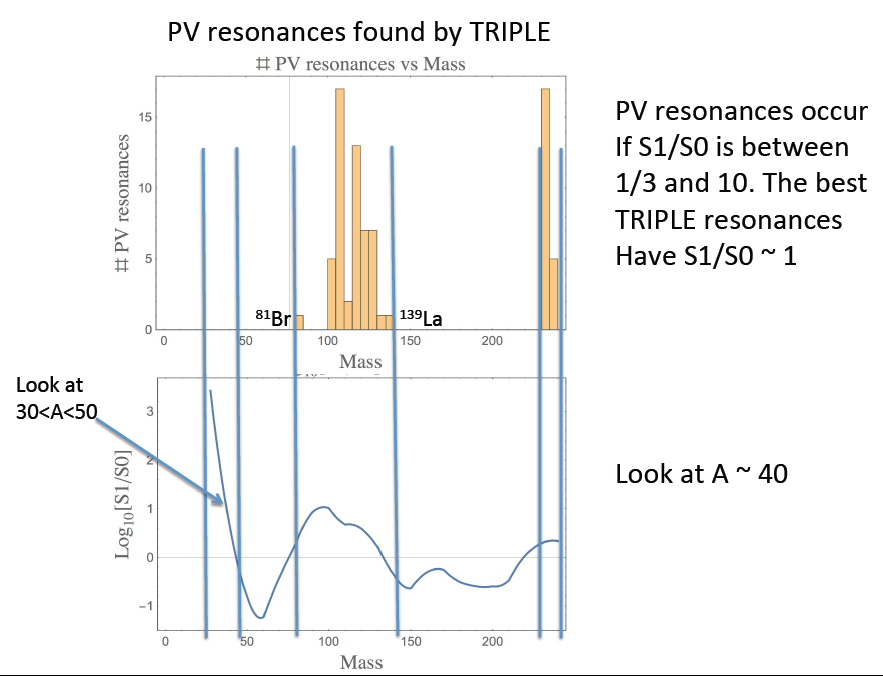 PV resonances found by TRIPLE
# PV resonances vs Mass
# PV resonances
15
10
5
0
81Br
139La
0
50
100
150
200
Mass
PV resonances occur
If S1/S0 is between
1/3 and 10. The best
TRIPLE resonances
Have S1/S0 ~ 1
Look at
30<A<50
Log10[S1/S0]
3
2
1
0
−1
0
50
100
150
200
Mass
Look at A ~ 40